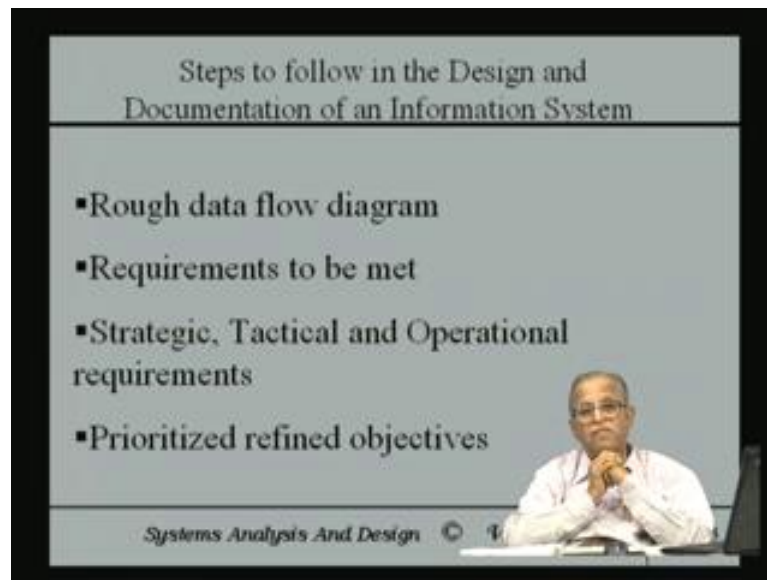 Steps to follow in the Design and
Documentation of an Information System
▪Rough data flow diagram
▪Requirements to be met
▪Strategic, Tactical and Operational
requirements
▪Prioritized refined objectives
Systems Analysis And Design ©